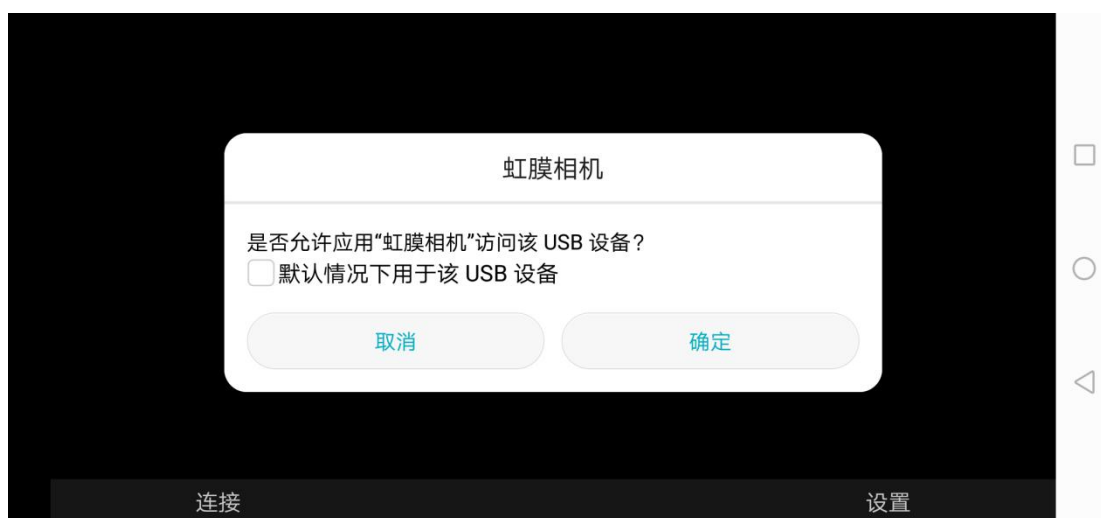 虹膜相机
是否允许应用“虹膜相机”访问该 USB 设备？
默认情况下用于该 USB 设备
取消
确定
连接
设置